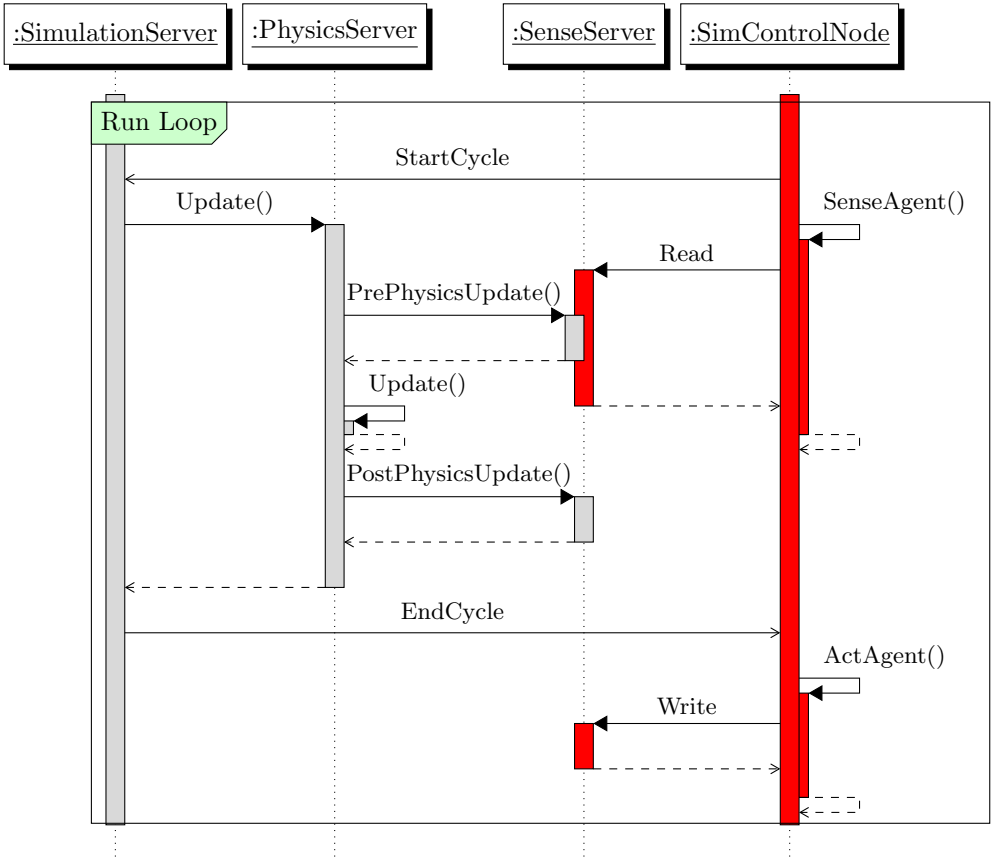 :SimulationServer
:PhysicsServer
:SenseServer
:SimControlNode
Run Loop
StartCycle
Update()
SenseAgent()
Read
PrePhysicsUpdate()
Update()
PostPhysicsUpdate()
EndCycle
ActAgent()
Write